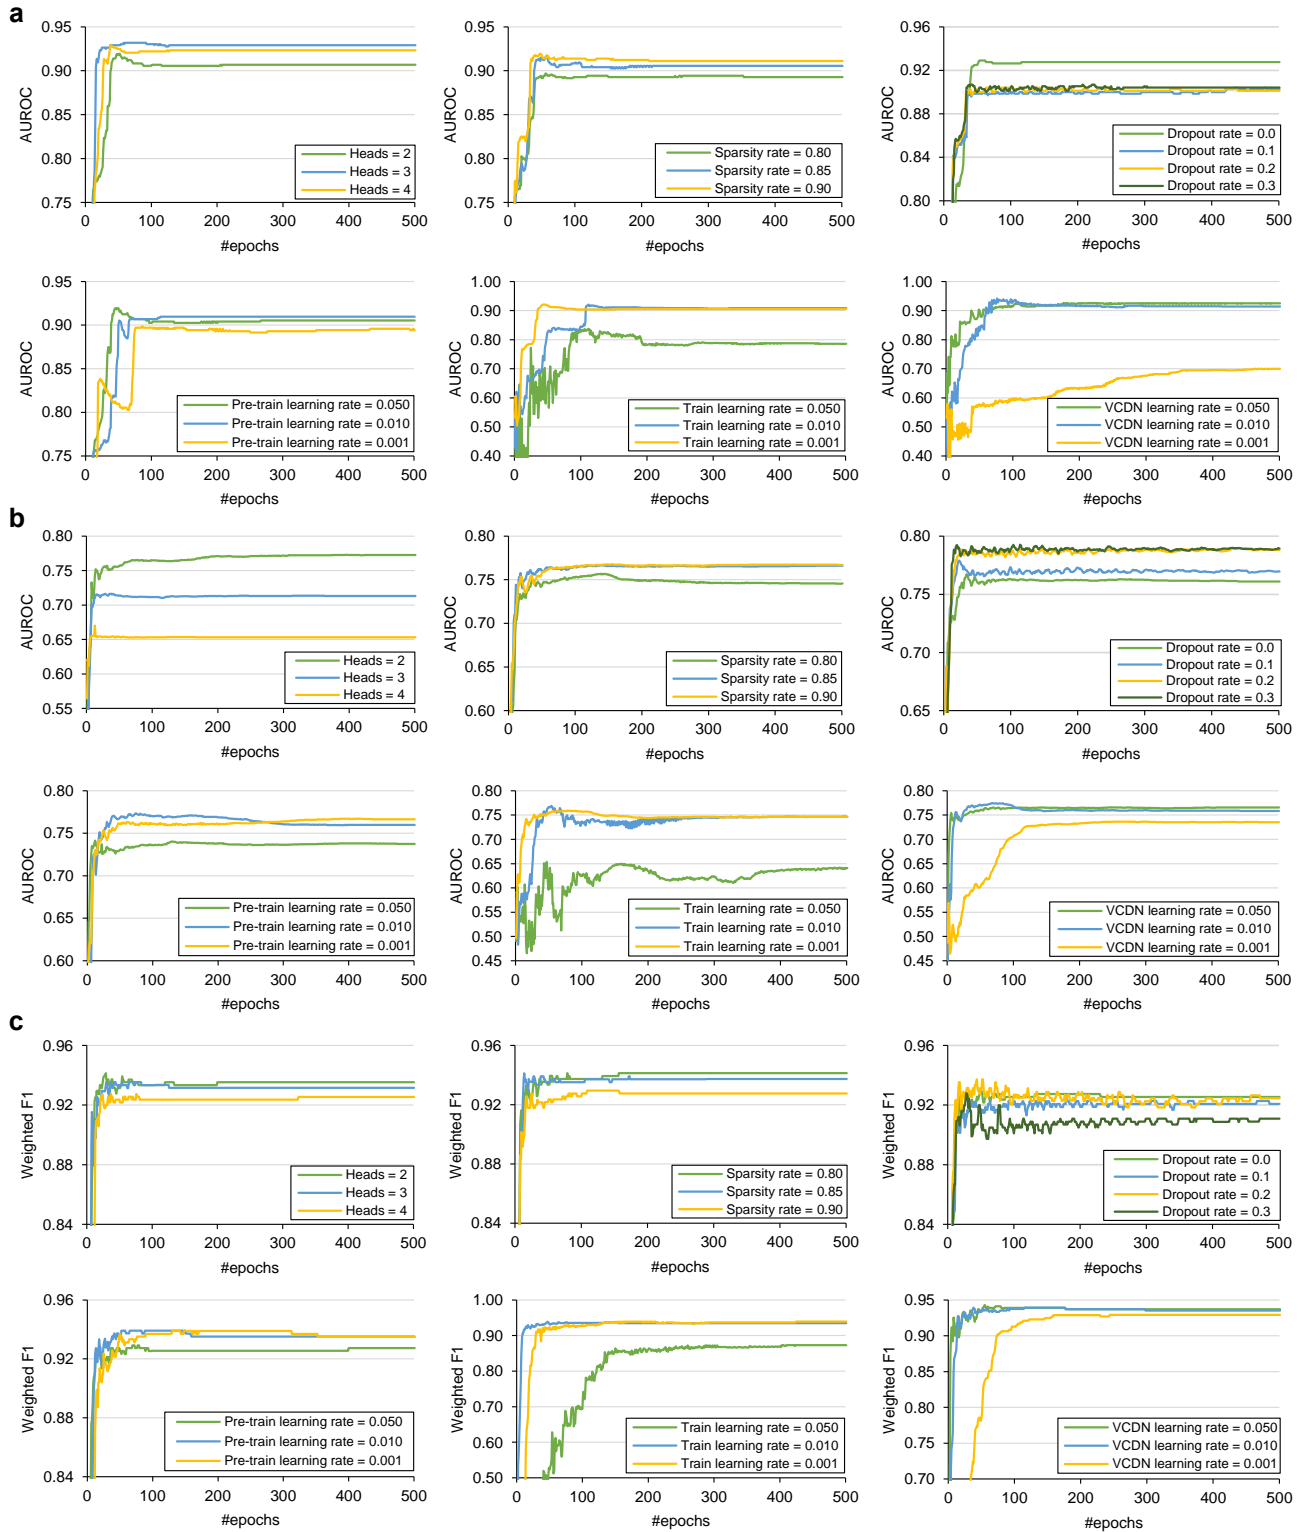 a
0.95
0.90
0.85
0.80
0.75
AUROC
Heads = 2
Heads = 3
Heads = 4
0 100 200 300 400 500
#epochs
0.95
0.90
0.85
0.80
0.75
AUROC
Sparsity rate = 0.80
Sparsity rate = 0.85
Sparsity rate = 0.90
0 100 200 300 400 500
#epochs
0.92
0.88
0.84
0.80
AUROC
Dropout rate = 0.0
Dropout rate = 0.1
Dropout rate = 0.2
Dropout rate = 0.3
0 100 200 300 400 500
#epochs
0.95
0.90
0.85
0.80
0.75
AUROC
Pre-train learning rate = 0.050
Pre-train learning rate = 0.010
Pre-train learning rate = 0.001
0 100 200 300 400 500
#epochs
1.00
0.90
0.80
0.70
0.60
0.50
0.40
AUROC
Train learning rate = 0.050
Train learning rate = 0.010
Train learning rate = 0.001
0 100 200 300 400 500
#epochs
1.00
0.90
0.80
0.70
0.60
0.50
0.40
AUROC
VCDN learning rate = 0.050
VCDN learning rate = 0.010
VCDN learning rate = 0.001
0 100 200 300 400 500
#epochs
b
0.80
0.75
0.70
0.65
0.60
0.55
AUROC
Heads = 2
Heads = 3
Heads = 4
0 100 200 300 400 500
#epochs
0.80
0.75
0.70
0.65
0.60
AUROC
Sparsity rate = 0.80
Sparsity rate = 0.85
Sparsity rate = 0.90
0 100 200 300 400 500
#epochs
0.80
0.75
0.70
0.65
AUROC
Dropout rate = 0.0
Dropout rate = 0.1
Dropout rate = 0.2
Dropout rate = 0.3
0 100 200 300 400 500
#epochs
0.80
0.75
0.70
0.65
0.60
AUROC
Pre-train learning rate = 0.050
Pre-train learning rate = 0.010
Pre-train learning rate = 0.001
0 100 200 300 400 500
#epochs
0.80
0.75
0.70
0.65
0.60
0.55
0.50
0.45
AUROC
Train learning rate = 0.050
Train learning rate = 0.010
Train learning rate = 0.001
0 100 200 300 400 500
#epochs
0.80
0.75
0.70
0.65
0.60
0.55
0.50
0.45
AUROC
VCDN learning rate = 0.050
VCDN learning rate = 0.010
VCDN learning rate = 0.001
0 100 200 300 400 500
#epochs
c
0.96
0.92
0.88
0.84
Weighted F1
Heads = 2
Heads = 3
Heads = 4
0 100 200 300 400 500
#epochs
0.96
0.92
0.88
0.84
Weighted F1
Sparsity rate = 0.80
Sparsity rate = 0.85
Sparsity rate = 0.90
0 100 200 300 400 500
#epochs
0.96
0.92
0.88
0.84
Weighted F1
Dropout rate = 0.0
Dropout rate = 0.1
Dropout rate = 0.2
Dropout rate = 0.3
0 100 200 300 400 500
#epochs
0.96
0.92
0.88
0.84
Weighted F1
Pre-train learning rate = 0.050
Pre-train learning rate = 0.010
Pre-train learning rate = 0.001
0 100 200 300 400 500
#epochs
1.00
0.90
0.80
0.70
0.60
0.50
Weighted F1
Train learning rate = 0.050
Train learning rate = 0.010
Train learning rate = 0.001
0 100 200 300 400 500
#epochs
0.95
0.90
0.85
0.80
0.75
0.70
Weighted F1
VCDN learning rate = 0.050
VCDN learning rate = 0.010
VCDN learning rate = 0.001
0 100 200 300 400 500
#epochs